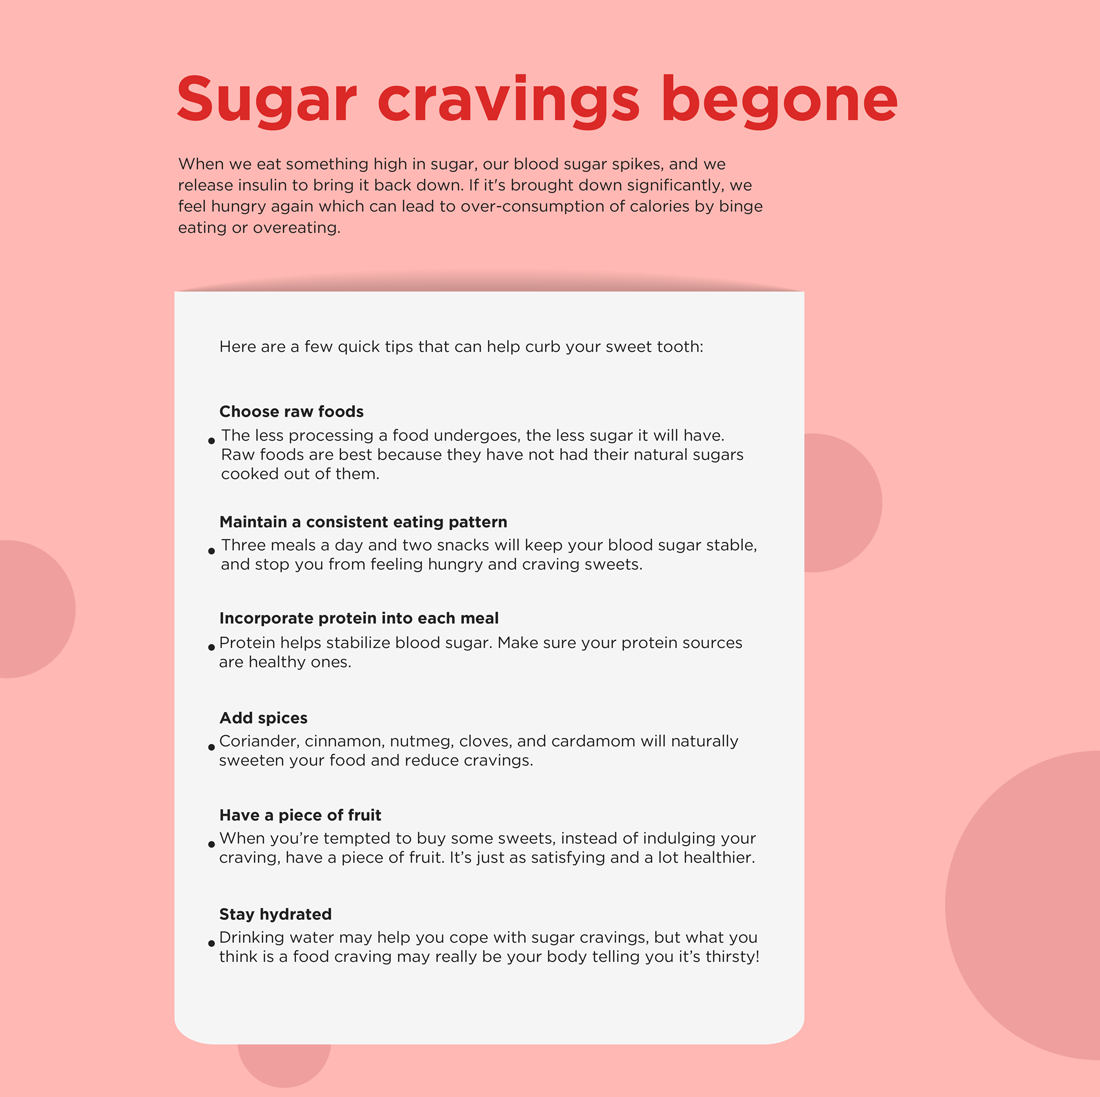 Sugar cravings begone
When we eat something high in sugar, our blood sugar spikes, and we
release insulin to bring it back down. If it's brought down significantly, we
feel hungry again which can lead to over-consumption of calories by binge
eating or overeating.
Here are a few quick tips that can help curb your sweet tooth:
Choose raw foods
• The less processing a food undergoes, the less sugar it will have.
Raw foods are best because they have not had their natural sugars
cooked out of them.
Maintain a consistent eating pattern
• Three meals a day and two snacks will keep your blood sugar stable,
and stop you from feeling hungry and craving sweets.
Incorporate protein into each meal
• Protein helps stabilize blood sugar. Make sure your protein sources
are healthy ones.
Add spices
• Coriander, cinnamon, nutmeg, cloves, and cardamom will naturally
sweeten your food and reduce cravings.
Have a piece of fruit
• When you’re tempted to buy some sweets, instead of indulging your
craving, have a piece of fruit. It’s just as satisfying and a lot healthier.
Stay hydrated
• Drinking water may help you cope with sugar cravings, but what you
think is a food craving may really be your body telling you it’s thirsty!